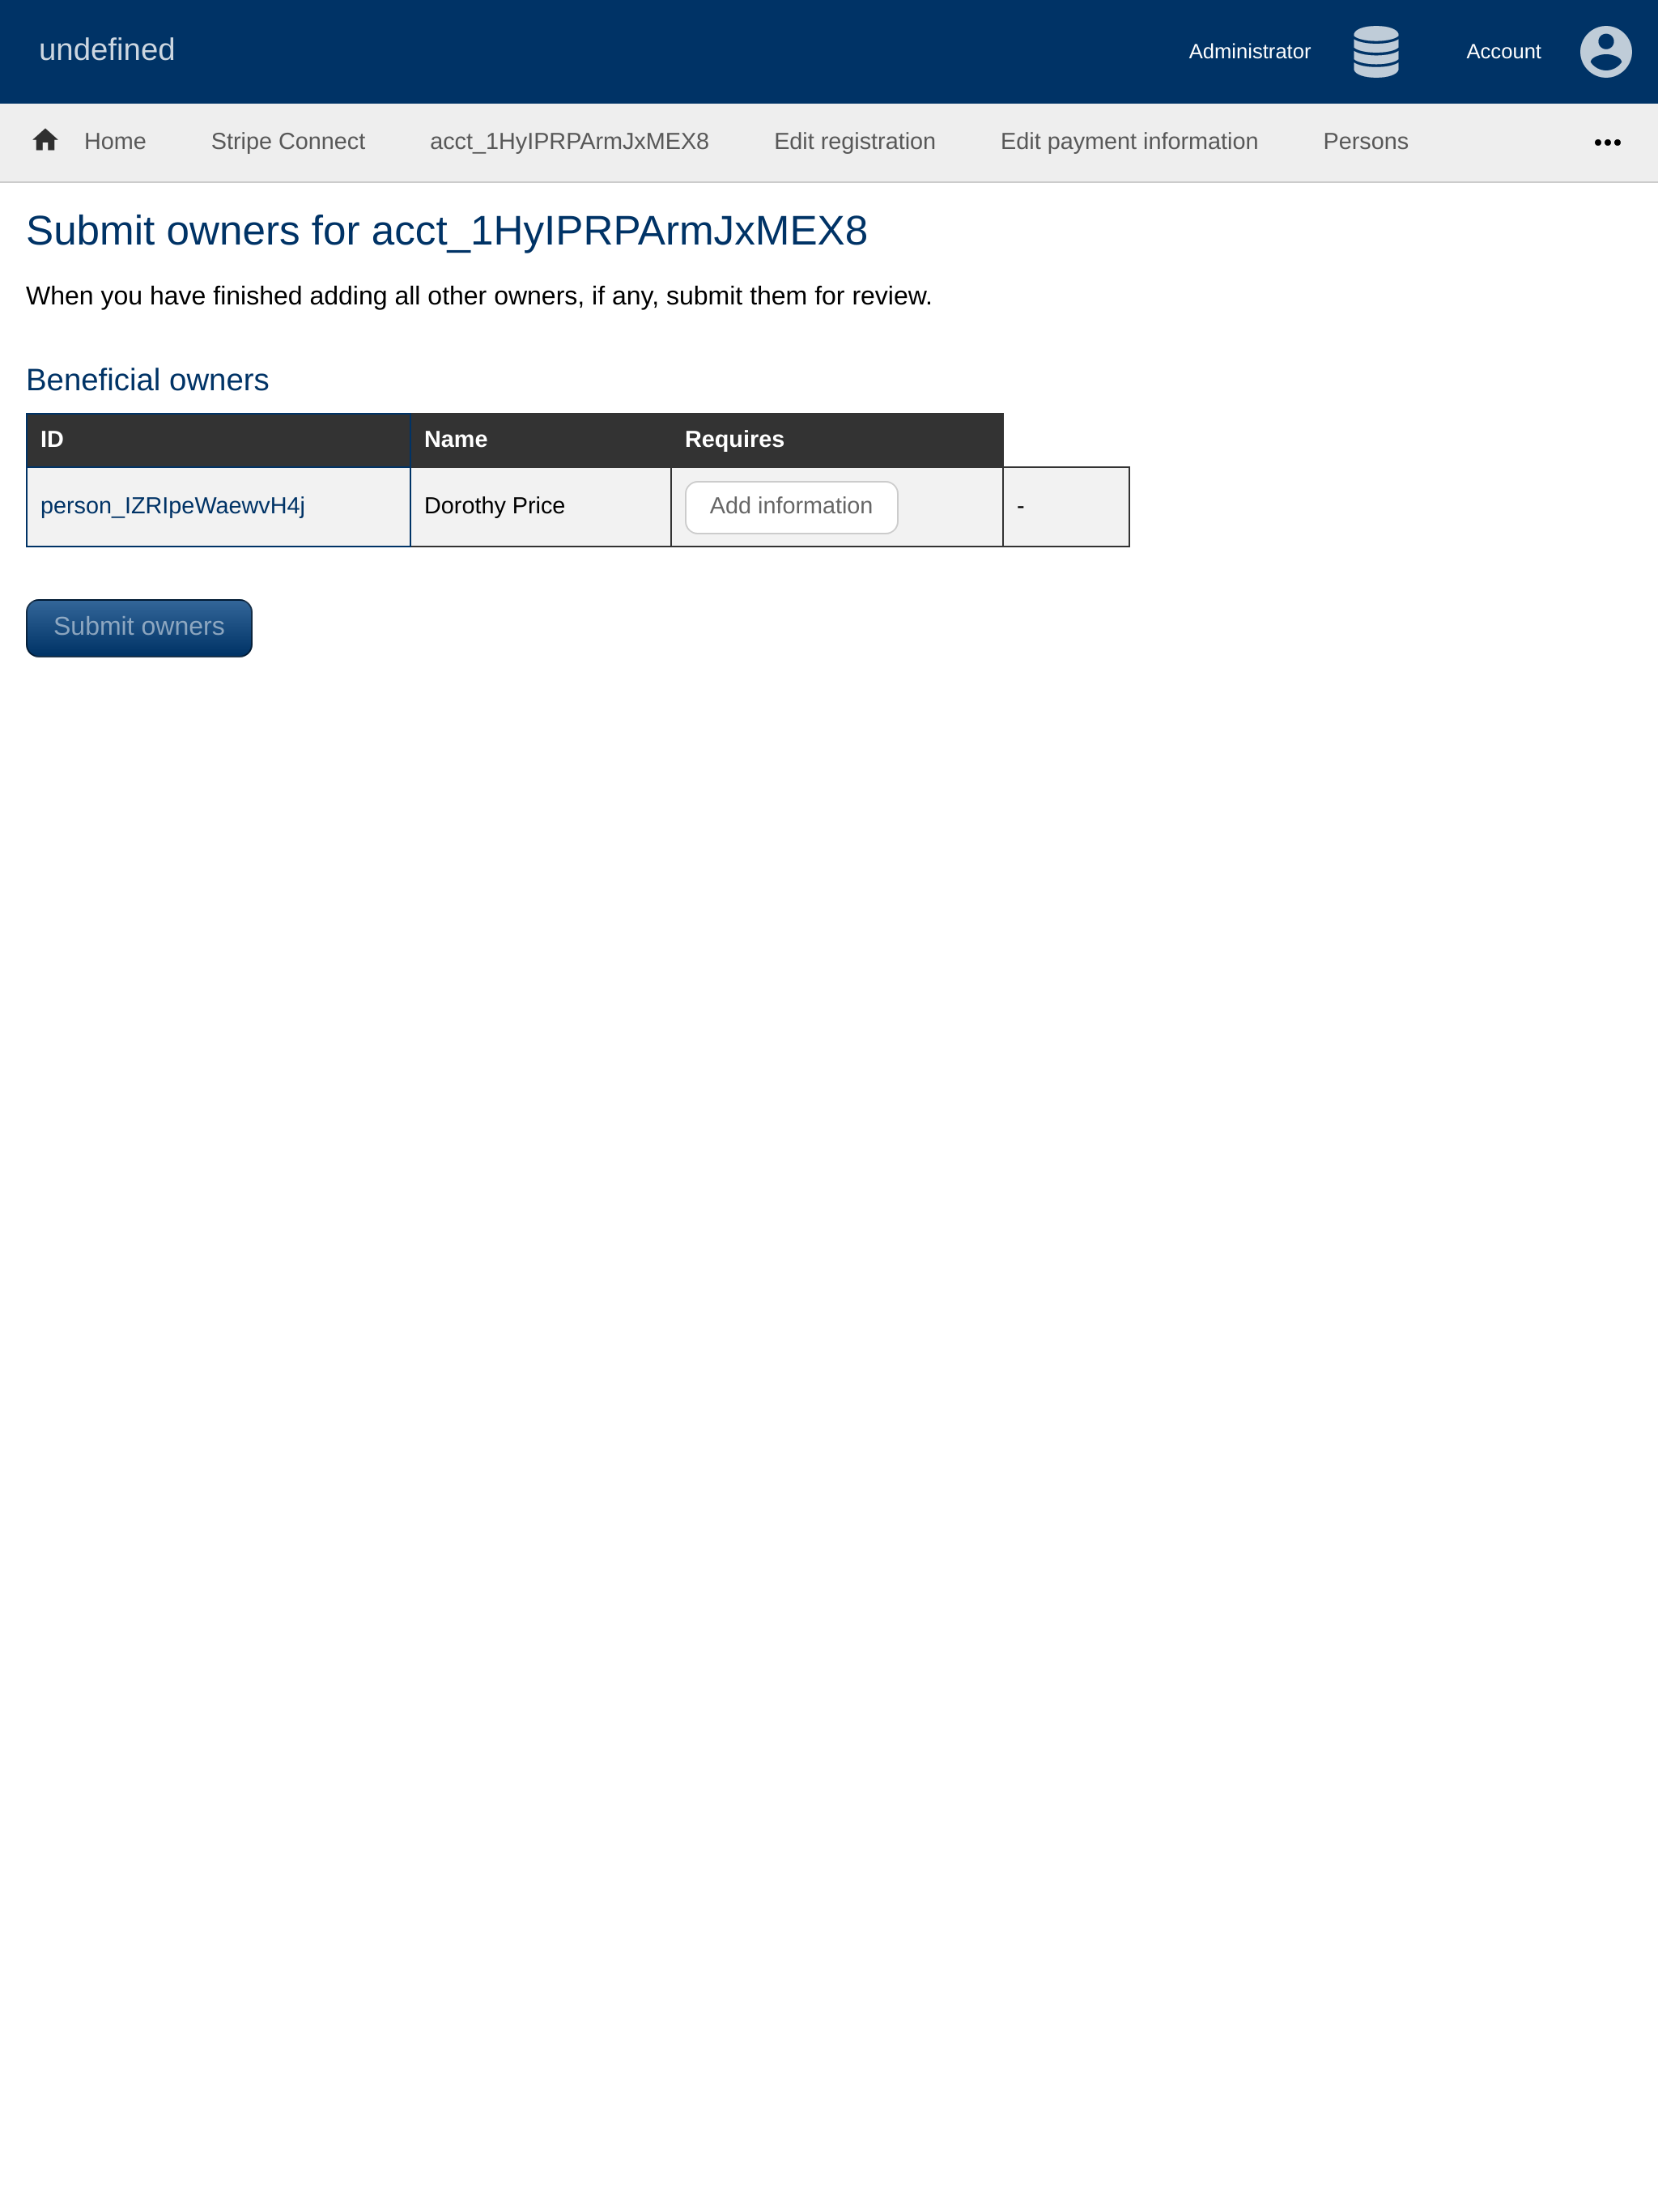 undefined
Administrator Account
Home Stripe Connect acct_1HyIPRPArmJxMEX8 Edit registration Edit payment information Persons
Submit owners for acct_1HyIPRPArmJxMEX8
When you have finished adding all other owners, if any, submit them for review.
Beneficial owners
ID Name Requires
person_IZRIpeWaewvH4j Dorothy Price Add information -
Submit owners